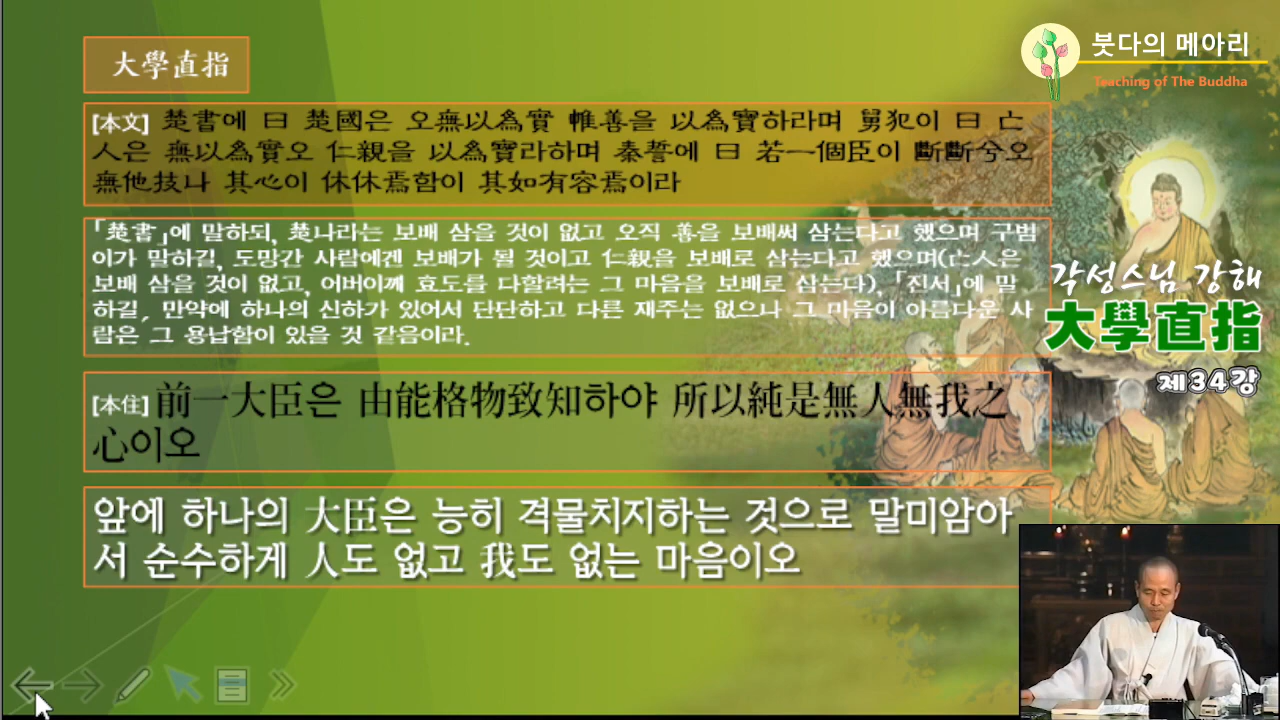 大學直指
붓다의 메아리
Teaching of The Buddha
[本文] 楚書에 曰 楚國은 오無以為寶 惟善을 以為寶하라며 舅犯이 曰 亡
人은 無以為寶오 仁親을 以為寶라하며 秦誓에 曰 若一個臣이 斷斷兮오
無他技나 其心이 休休焉함이 其如有容焉이라
「楚書」에 말하되, 楚나라는 보배 삼을 것이 없고 오직 善을 보배써 삼는다고 했으며 구범
이가 말하길, 도망간 사람에겐 보배가 될 것이고 仁親을 보배로 삼는다고 했으며(亡人은
보배 삼을 것이 없고, 어버이께 효도를 다할려는 그 마음을 보배로 삼는다), 「진서」에 말
하길, 만약에 하나의 신하가 있어서 단단하고 다른 재주는 없으나 그 마음이 아름다운 사
람은 그 용납함이 있을 것 같음이라.
각성스님 강해
大學直指
제34강
[本住] 前一大臣은 由能格物致知하야 所以純是無人無我之
心이오
앞에 하나의 大臣은 능히 격물치지하는 것으로 말미암아
서 순수하게 人도 없고 我도 없는 마음이오